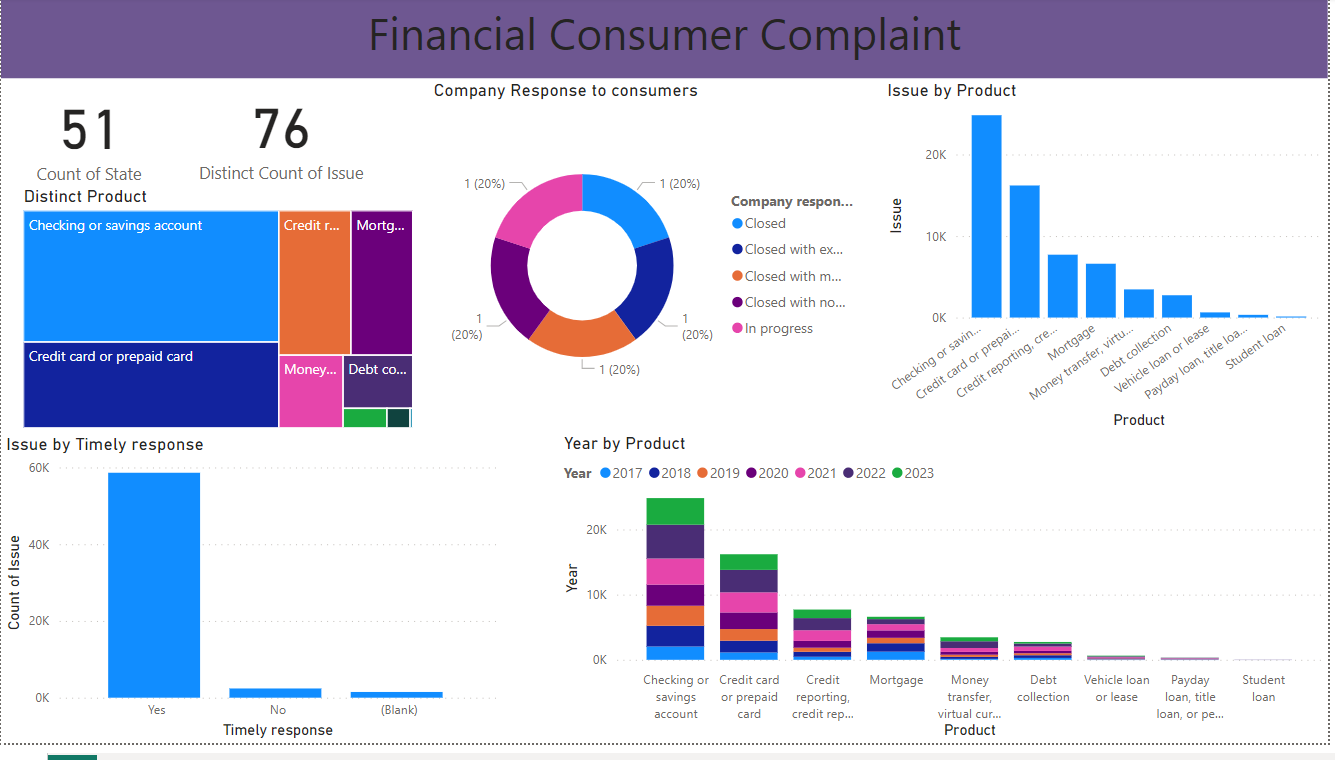 Financial Consumer Complaint
51
Count of State
76
Distinct Count of Issue
Distinct Product
Checking or savings account
Credit r...
Mortg...
Credit card or prepaid card
Money...
Debt co...
Company Response to consumers
1 (20%)
1 (20%)
1
(20%)
1
(20%)
1 (20%)
Company respon...
Closed
Closed with ex...
Closed with m...
Closed with no...
In progress
Issue by Product
Issue
20K
10K
0K
Checking or savin...
Credit card or prepai...
Credit reporting, cre...
Mortgage
Money transfer, virtu...
Debt collection
Vehicle loan or lease
Payday loan, title loa...
Student loan
Product
Issue by Timely response
Count of Issue
60K
40K
20K
0K
Yes
No
(Blank)
Timely response
Year by Product
Year 2017 2018 2019 2020 2021 2022 2023
Year
20K
10K
0K
Checking or
savings
account
Credit card
or prepaid
card
Credit
reporting,
credit rep...
Mortgage
Money
transfer,
virtual cur...
Debt
collection
Vehicle loan
or lease
Payday
loan, title
loan, or pe...
Student
loan
Product